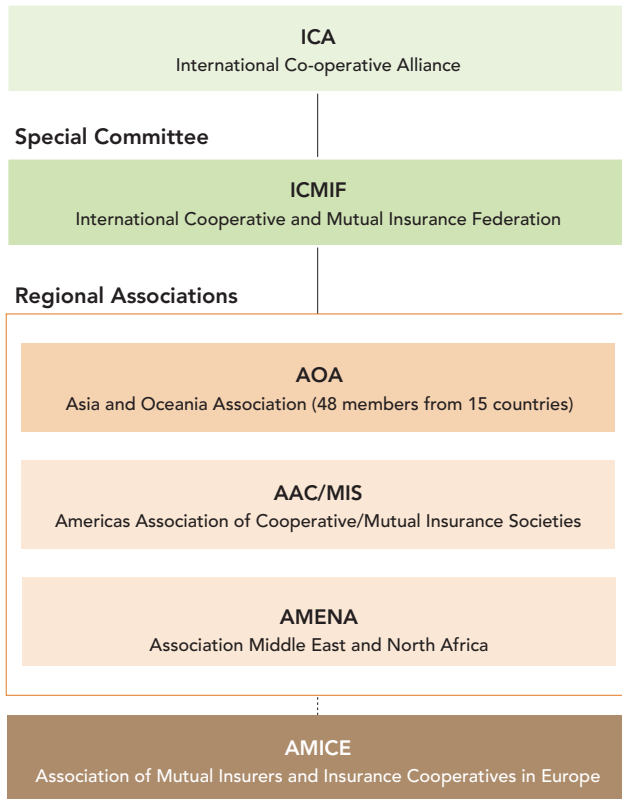 ICA
International Co-operative Alliance
Special Committee
ICMIF
International Cooperative and Mutual Insurance Federation
Regional Associations
AOA
Asia and Oceania Association (48 members from 15 countries)
AAC/MIS
Americas Association of Cooperative/Mutual Insurance Societies
AMENA
Association Middle East and North Africa
AMICE
Association of Mutual Insurers and Insurance Cooperatives in Europe